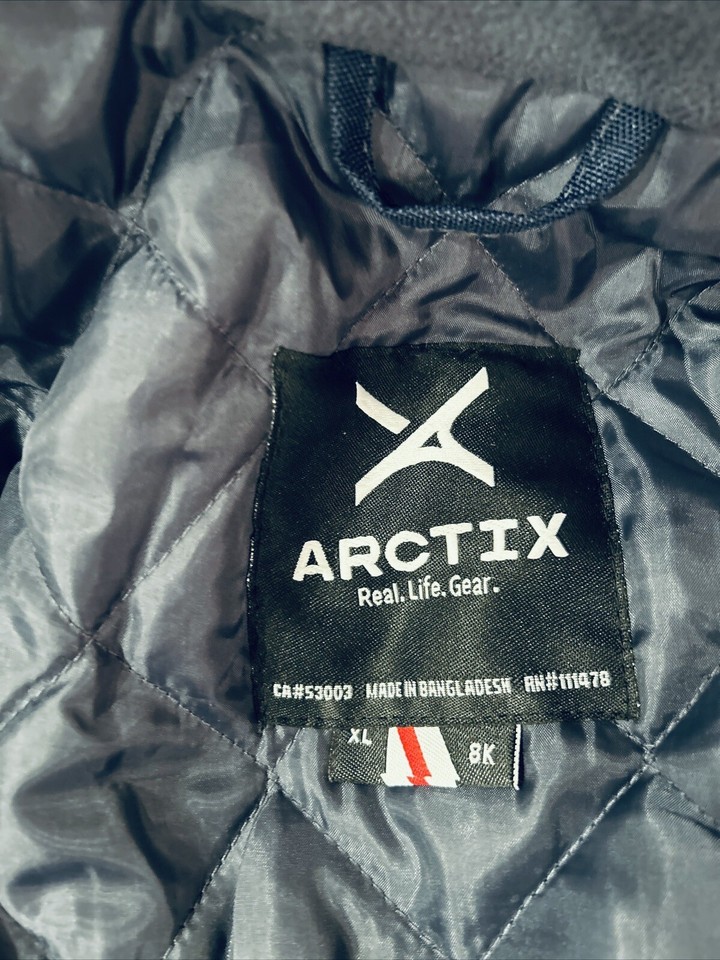 ARCTIX
Real. Life. Gear.
CA#53003 MADE IN BANGLADESH RN#111478
XL 8K